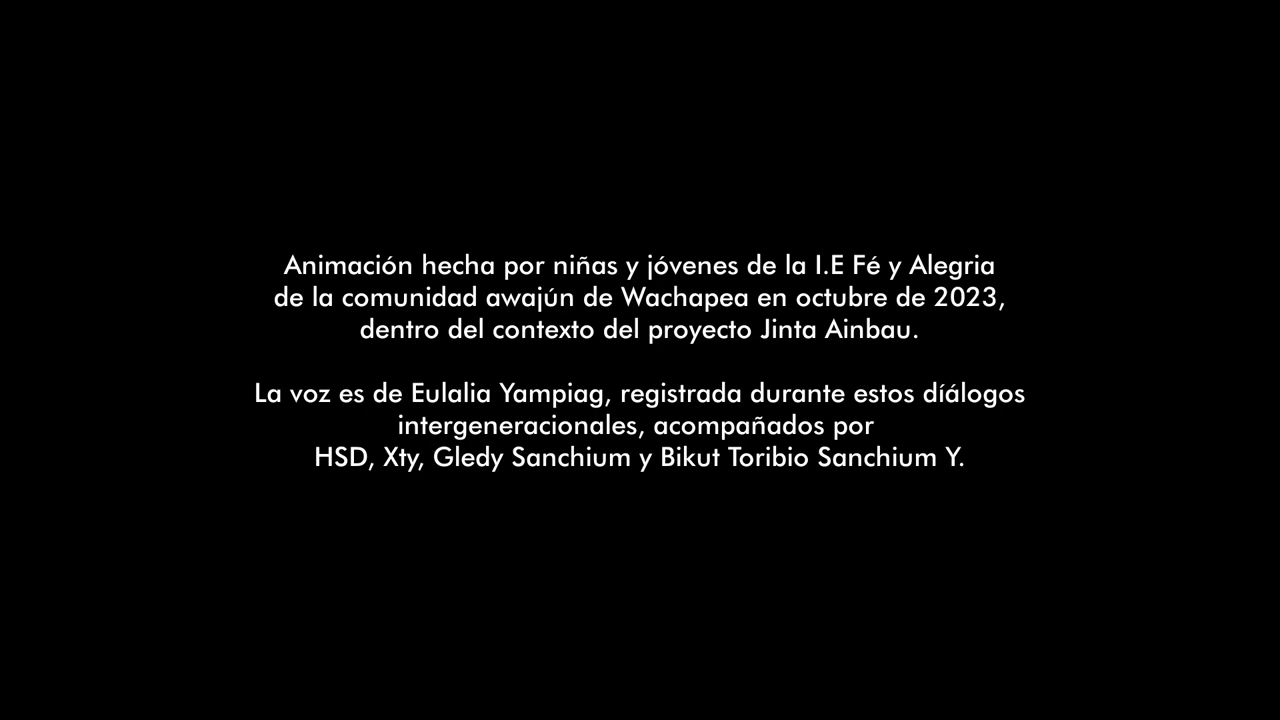 Animación hecha por niñas y jóvenes de la I.E Fé y Alegria
de la comunidad awajún de Wachapea en octubre de 2023,
dentro del contexto del proyecto Jinta Ainbau.
La voz es de Eulalia Yampiag, registrada durante estos díálogos
intergeneracionales, acompañados por
HSD, Xty, Gledy Sanchium y Bikut Toribio Sanchium Y.